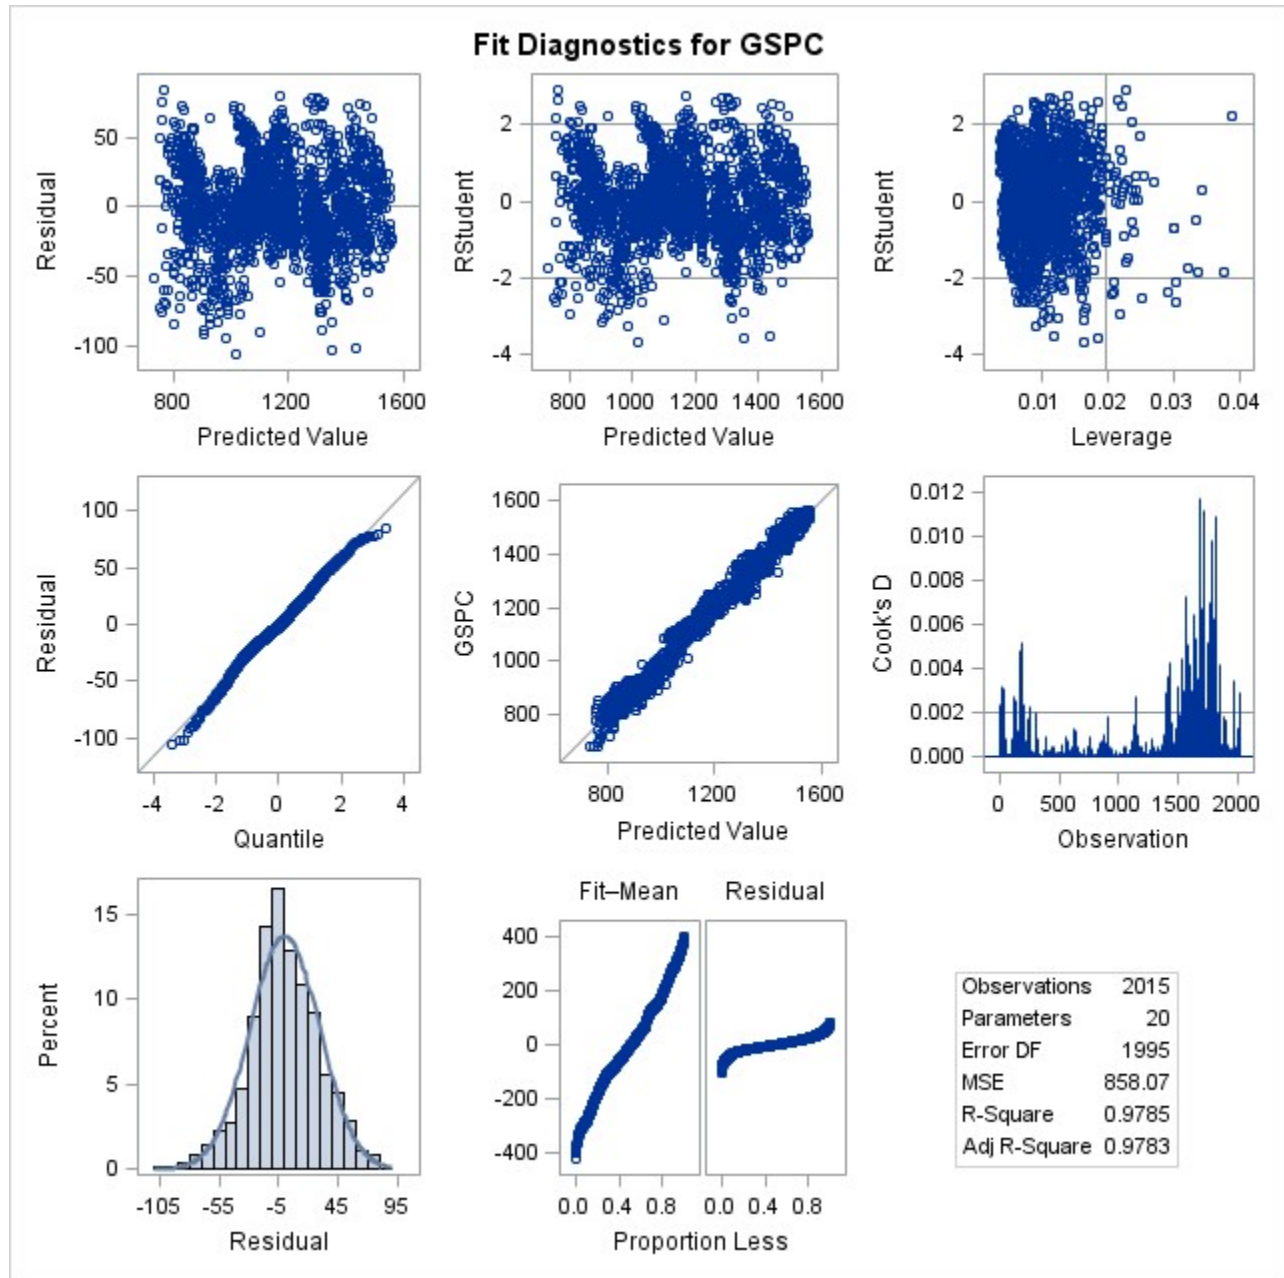 Fit Diagnostics for GSPC
Residual
50
0
-50
-100
800 1200 1600
Predicted Value
RStudent
2
0
-2
-4
800 1000 1200 1400 1600
Predicted Value
RStudent
2
0
-2
-4
0.01 0.02 0.03 0.04
Leverage
Residual
100
50
0
-50
-100
-4 -2 0 2 4
Quantile
GSPC
1600
1400
1200
1000
800
800 1200 1600
Predicted Value
Cook's D
0.012
0.010
0.008
0.006
0.004
0.002
0.000
0 500 1000 1500 2000
Observation
Percent
15
10
5
0
-105 -55 -5 45 95
Residual
Fit–Mean Residual
400
200
0
-200
-400
0.0 0.4 0.8 0.0 0.4 0.8
Proportion Less
Observations 2015
Parameters 20
Error DF 1995
MSE 858.07
R-Square 0.9785
Adj R-Square 0.9783